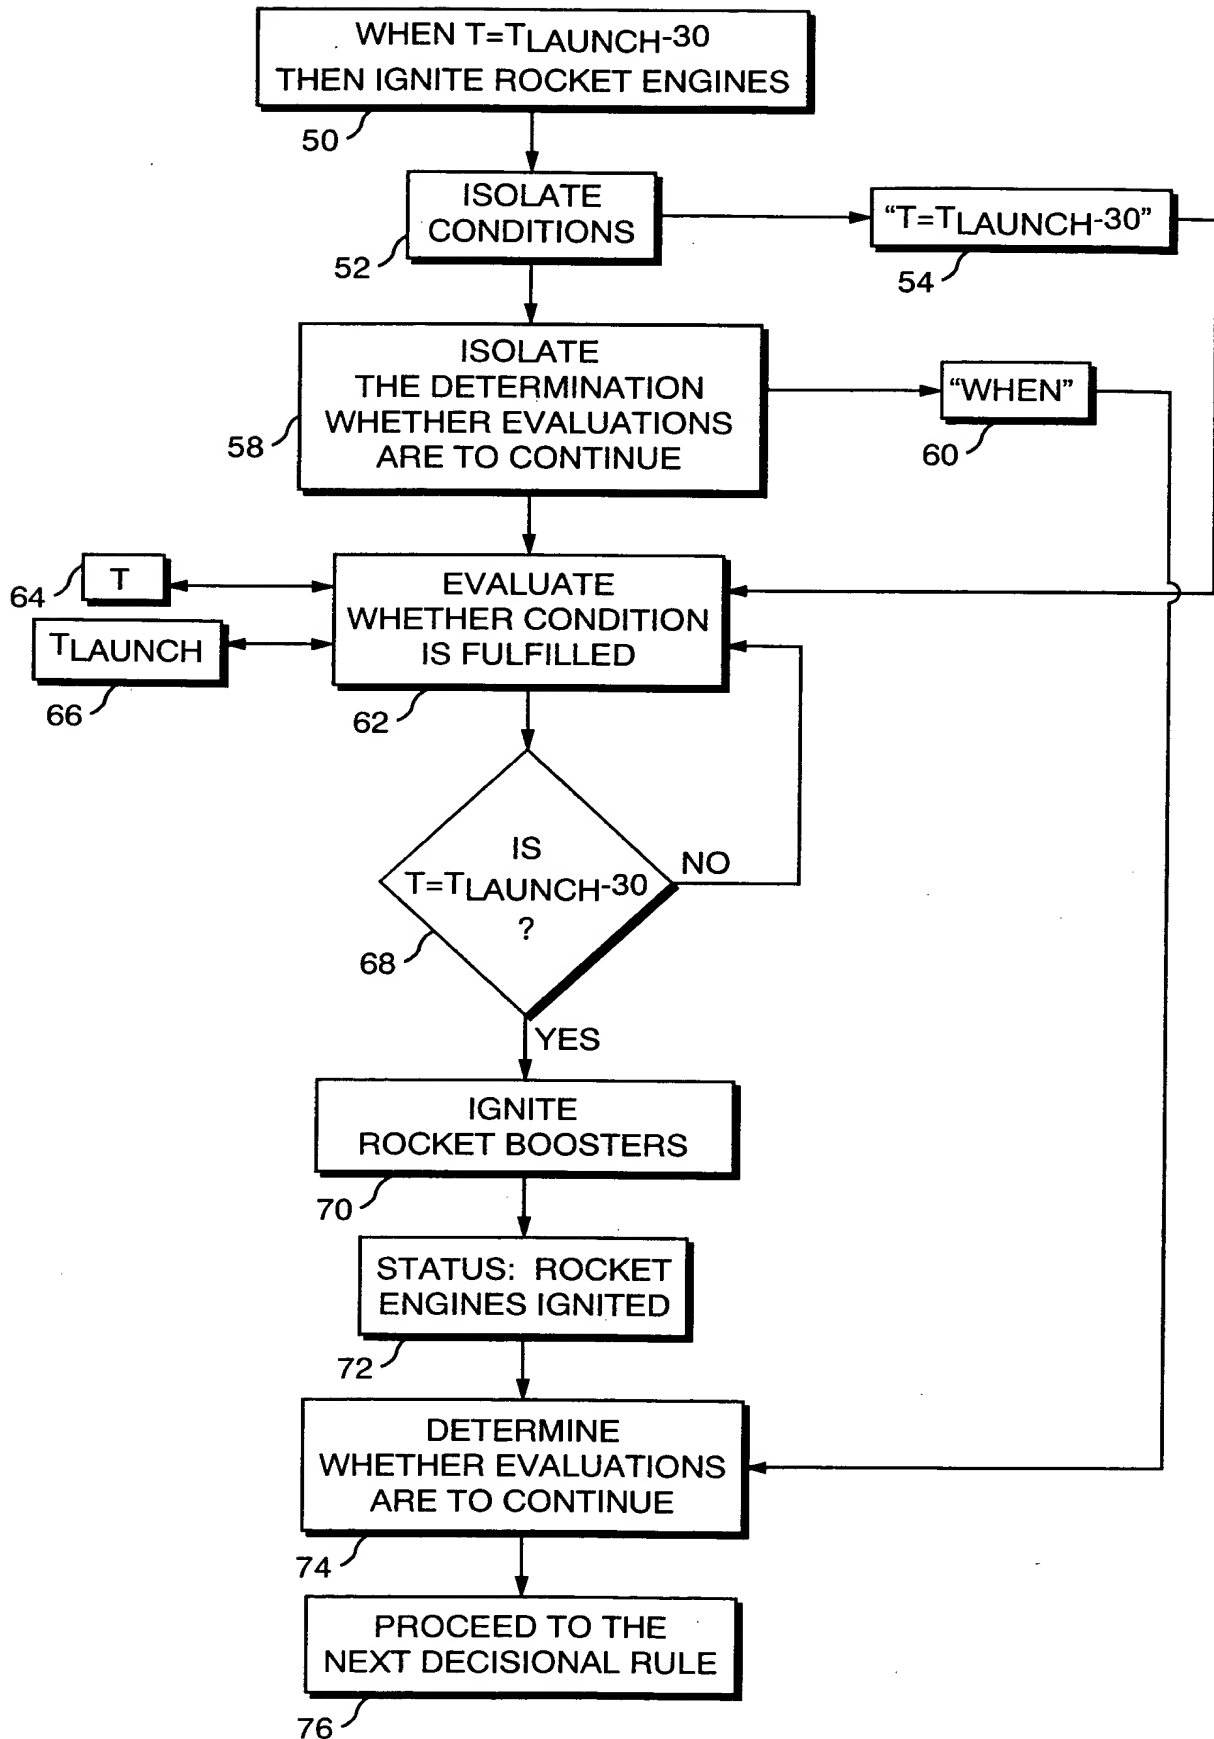 WHEN T=TLAUNCH-30
THEN IGNITE ROCKET ENGINES
50
ISOLATE
CONDITIONS
52
“T=TLAUNCH-30”
54
ISOLATE
THE DETERMINATION
WHETHER EVALUATIONS
ARE TO CONTINUE
58
“WHEN”
60
EVALUATE
WHETHER CONDITION
IS FULFILLED
62
T
64
TLAUNCH
66
IS
T=TLAUNCH-30
?
68
NO
YES
IGNITE
ROCKET BOOSTERS
70
STATUS: ROCKET
ENGINES IGNITED
72
DETERMINE
WHETHER EVALUATIONS
ARE TO CONTINUE
74
PROCEED TO THE
NEXT DECISIONAL RULE
76